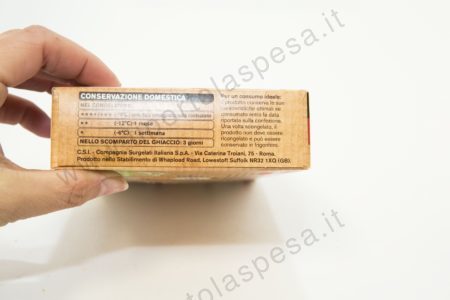 CONSERVAZIONE DOMESTICA
NEL CONGELATORE
**** / ***
** (-12°C) 1 mese
* (-6°C) 1 settimana
NELLO SCOMPARTO DEL GHIACCIO: 3 giorni
Per un consumo ideale:
il prodotto conserva le sue
caratteristiche ottimali se
consumato entro la data
riportata sulla confezione.
Una volta scongelato, il
prodotto non deve essere
ricongelato e può essere
conservato in frigorifero
C.S.I. - Compagnia Surgelati Italiana S.p.A. - Via Caterina Troiani, 75 - Roma.
Prodotto nello Stabilimento di Whapload Road, Lowestoft Suffolk NR32 1XQ (GB).
tolaspesa.it